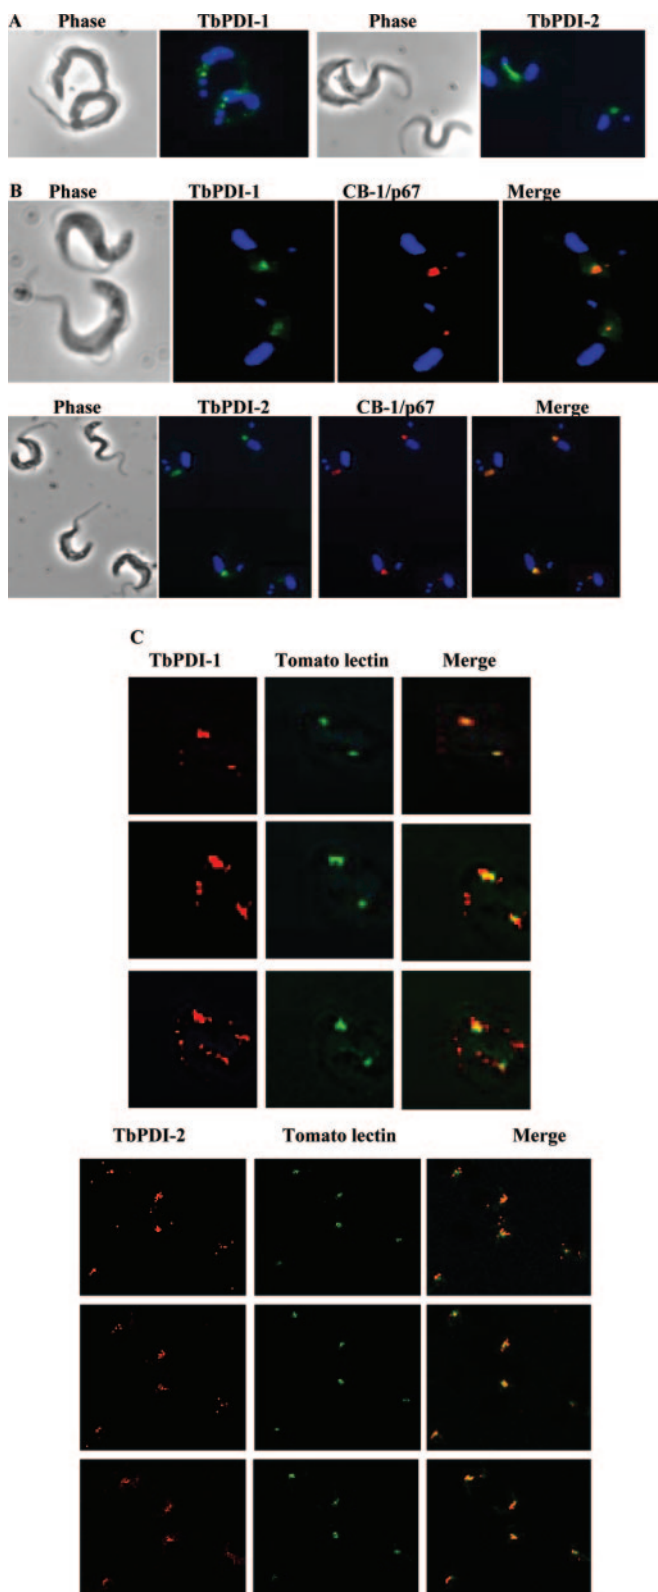 A Phase TbPDI-1 Phase TbPDI-2
B Phase TbPDI-1 CB-1/p67 Merge
Phase TbPDI-2 CB-1/p67 Merge
C
TbPDI-1 Tomato lectin Merge
TbPDI-2 Tomato lectin Merge